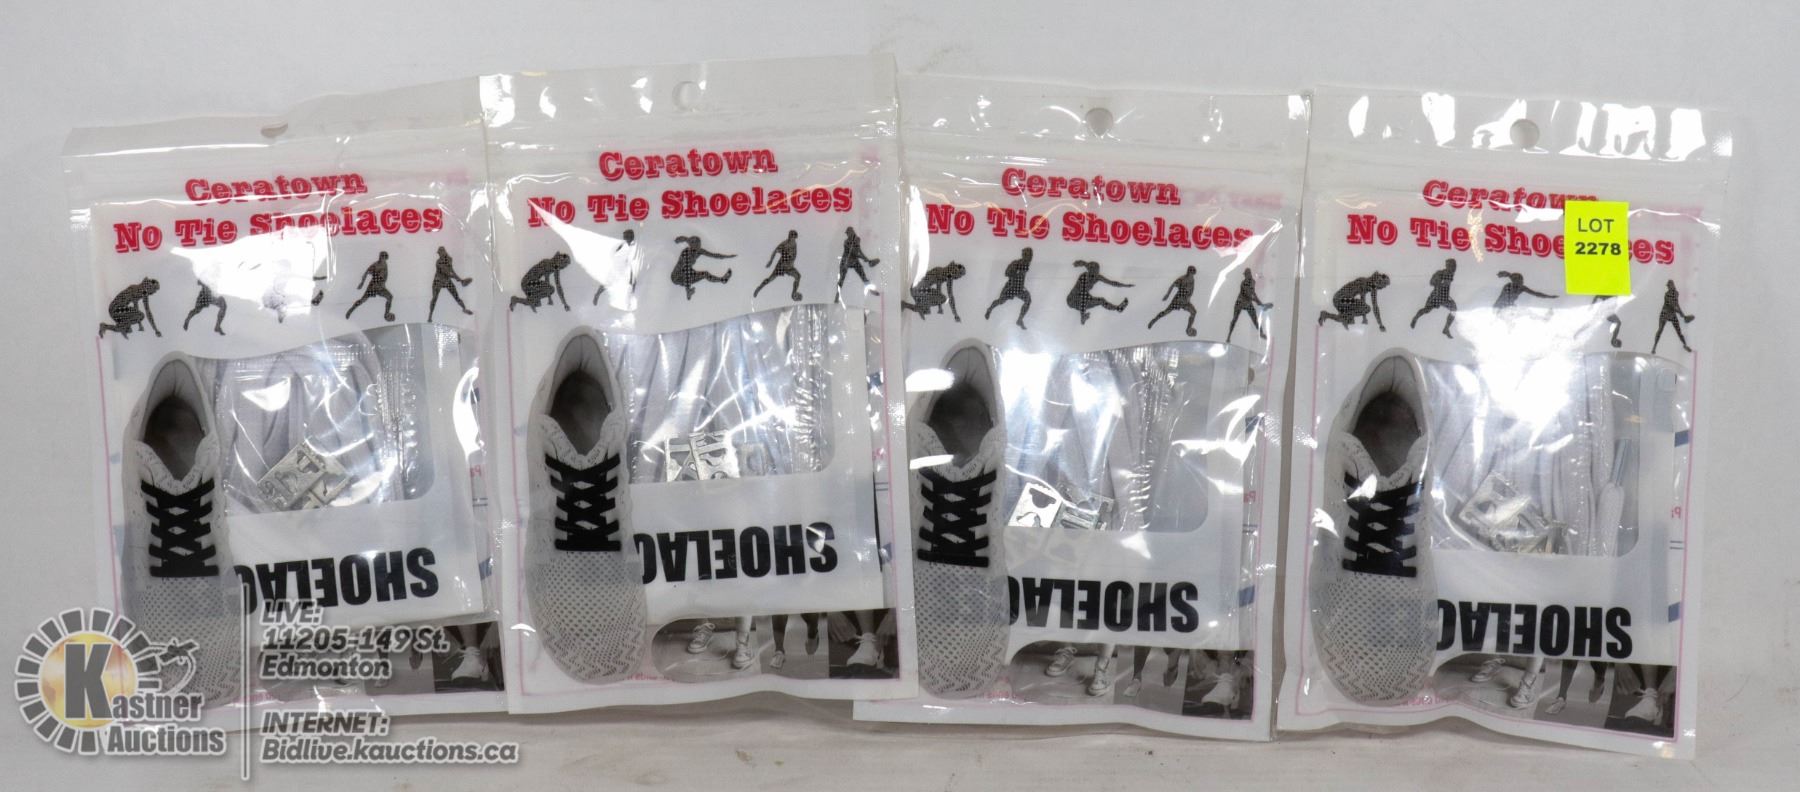 Ceratown
No Tie Shoelaces
Ceratown
No Tie Shoelaces
Ceratown
No Tie Shoelaces
Ceratown
No Tie Shoelaces
LOT
2278
SHOELAC
SHOELAC
SHOELAC
SHOELAC
Kastner
Auctions
LIVE:
11205-149 St.
Edmonton
INTERNET:
Bidlive.kauctions.ca